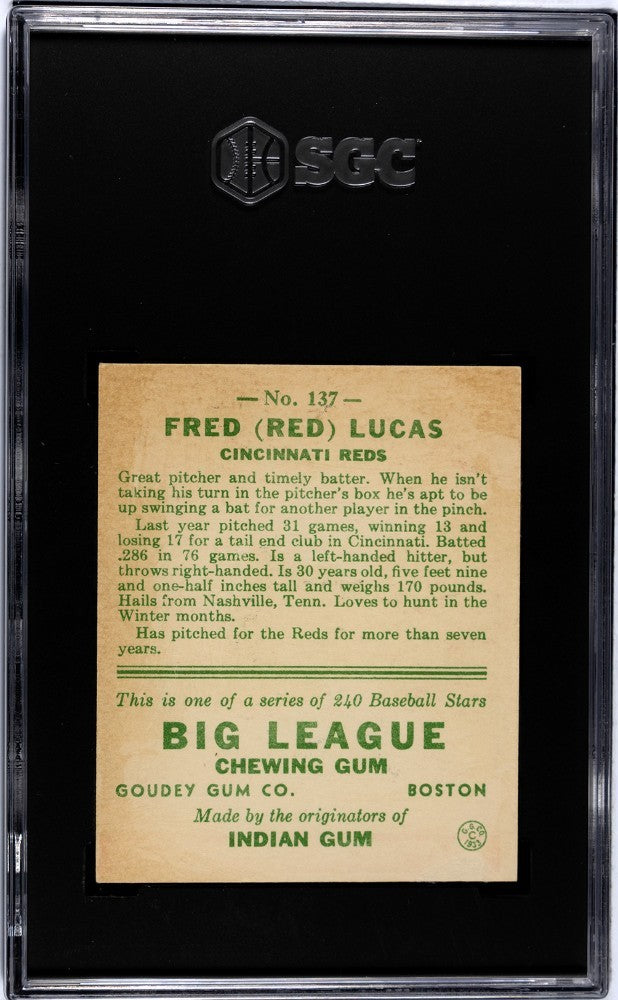 SGC
— No. 137 —
FRED (RED) LUCAS
CINCINNATI REDS
Great pitcher and timely batter. When he isn't
taking his turn in the pitcher's box he's apt to be
up swinging a bat for another player in the pinch.
Last year pitched 31 games, winning 13 and
losing 17 for a tail end club in Cincinnati. Batted
.286 in 76 games. Is a left-handed hitter, but
throws right-handed. Is 30 years old, five feet nine
and one-half inches tall and weighs 170 pounds.
Hails from Nashville, Tenn. Loves to hunt in the
Winter months.
Has pitched for the Reds for more than seven
years.
This is one of a series of 240 Baseball Stars
BIG LEAGUE
CHEWING GUM
GOUDEY GUM CO. BOSTON
Made by the originators of
INDIAN GUM
G. G. CO.
C
1933